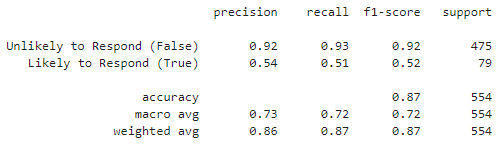 precision recall f1-score support
Unlikely to Respond (False) 0.92 0.93 0.92 475
Likely to Respond (True) 0.54 0.51 0.52 79
accuracy 0.87 554
macro avg 0.73 0.72 0.72 554
weighted avg 0.86 0.87 0.87 554